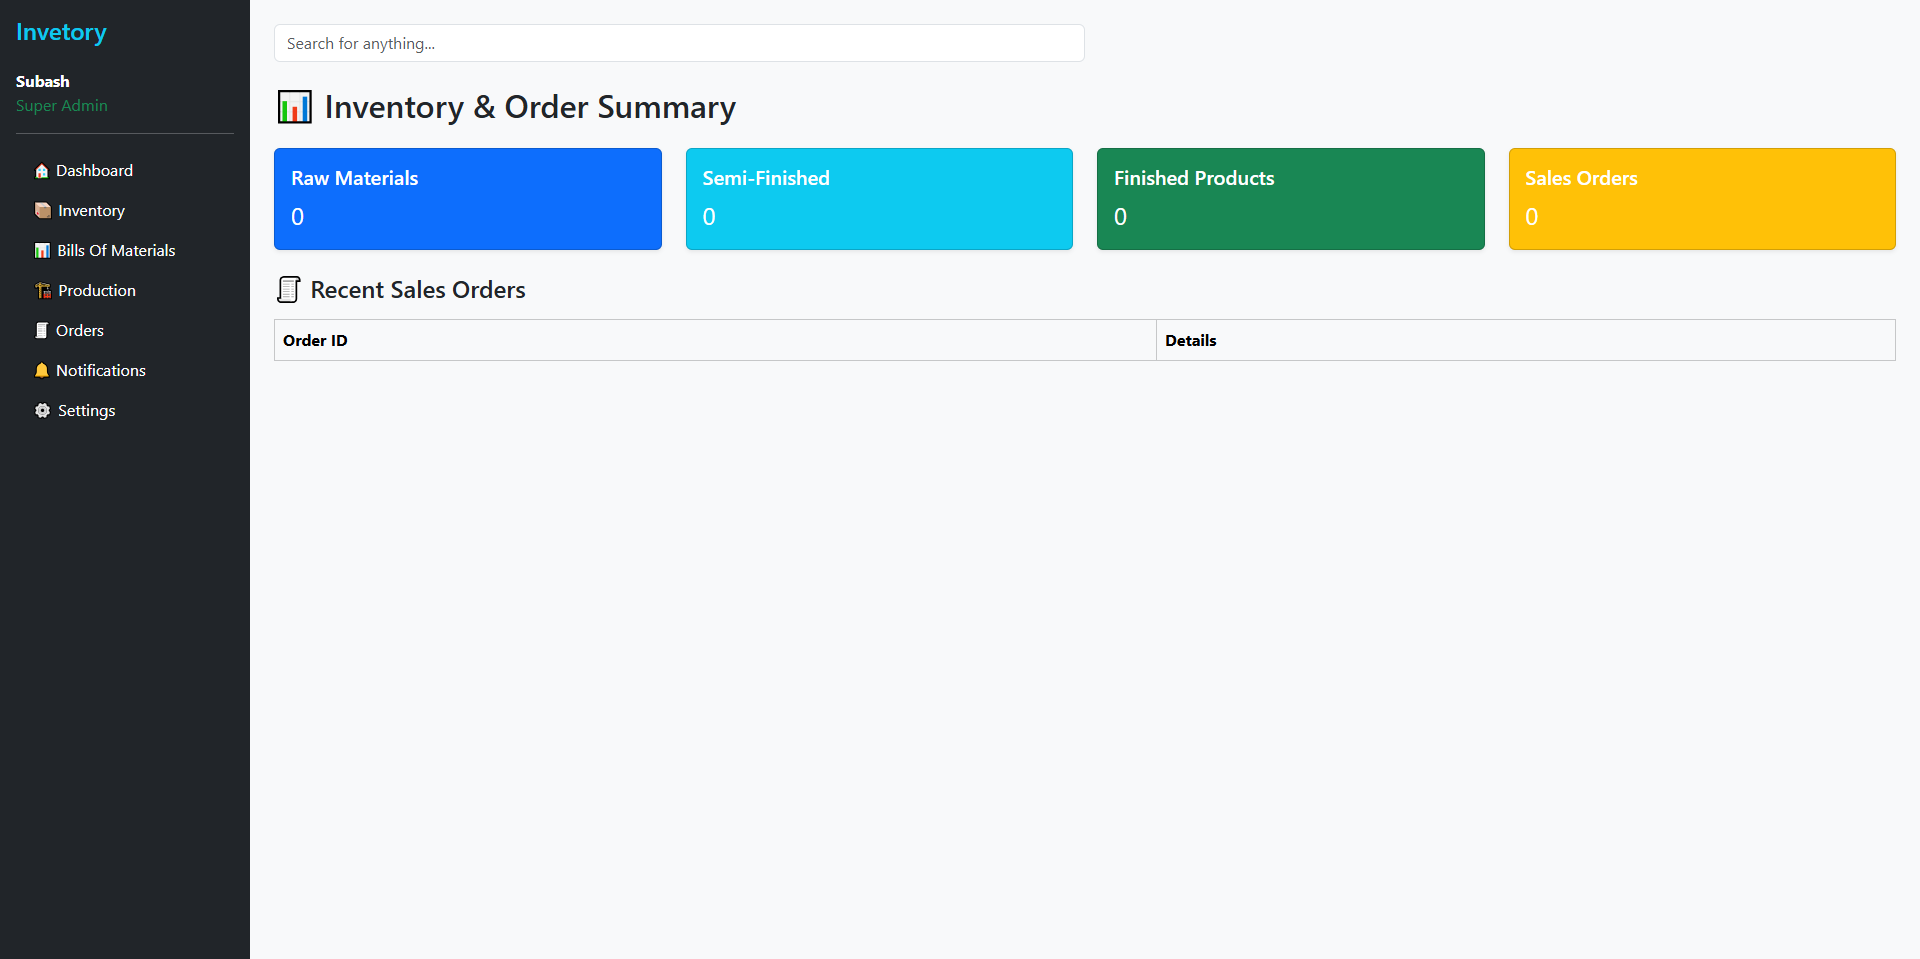 Invetory
Subash
Super Admin
Dashboard
Inventory
Bills Of Materials
Production
Orders
Notifications
Settings
Search for anything...
Inventory & Order Summary
Raw Materials
0
Semi-Finished
0
Finished Products
0
Sales Orders
0
Recent Sales Orders
Order ID Details